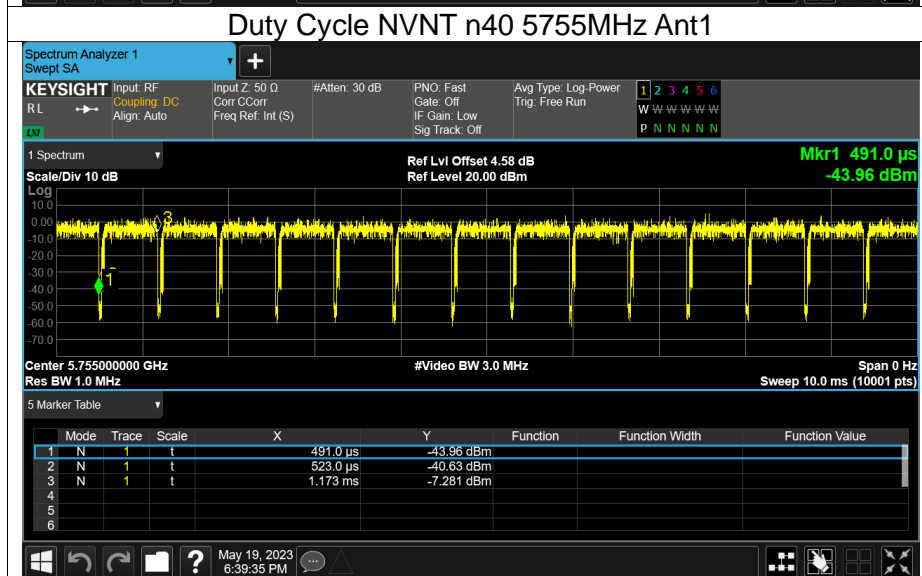 Duty Cycle NVNT n40 5755MHz Ant1
Spectrum Analyzer 1
Swept SA
+
KEYSIGHT Input: RF Input Z: 50 Ω #Atten: 30 dB PNO: Fast Avg Type: Log-Power 1 2 3 4 5 6
R L Coupling: DC Corr CCorr Gate: Off Trig: Free Run W W W W W W
Align: Auto Freq Ref: Int (S) IF Gain: Low
LXI Sig Track: Off P N N N N N
1 Spectrum Ref Lvl Offset 4.58 dB Mkr1 491.0 µs
Scale/Div 10 dB Ref Level 20.00 dBm -43.96 dBm
Log
10.0
0.00
3
-10.0
-20.0
-30.0
1
-40.0
-50.0
-60.0
-70.0
Center 5.755000000 GHz #Video BW 3.0 MHz Span 0 Hz
Res BW 1.0 MHz Sweep 10.0 ms (10001 pts)
5 Marker Table
Mode Trace Scale X Y Function Function Width Function Value
1 N 1 t 491.0 µs -43.96 dBm
2 N 1 t 523.0 µs -40.63 dBm
3 N 1 t 1.173 ms -7.281 dBm
4
5
6
? May 19, 2023
6:39:35 PM